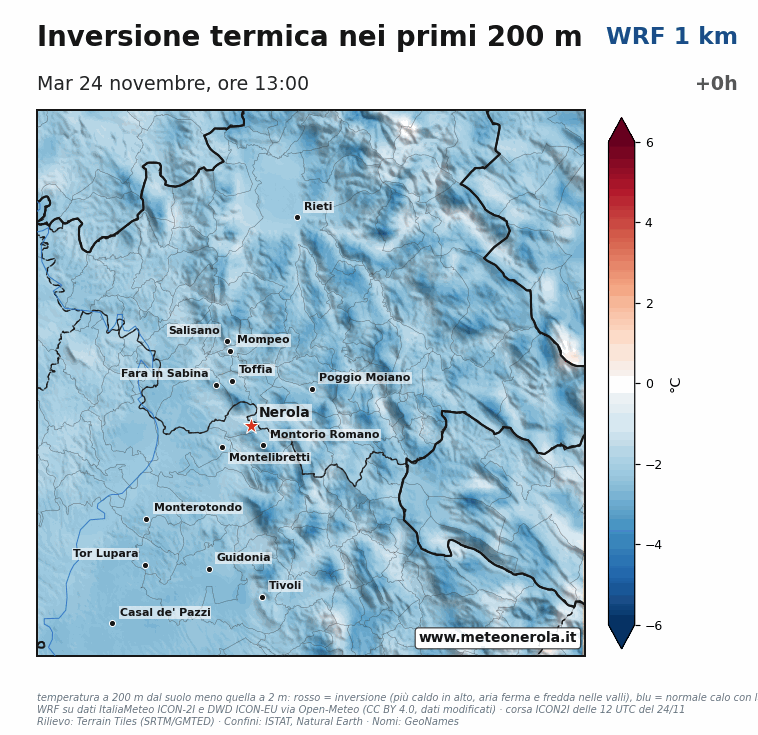 Inversione termica nei primi 200 m
WRF 1 km
Mar 24 novembre, ore 13:00
+0h
Rieti
Salisano
Mompeo
Toffia
Fara in Sabina
Poggio Moiano
Nerola
Montorio Romano
Montelibretti
Monterotondo
Tor Lupara
Guidonia
Tivoli
Casal de' Pazzi
www.meteonerola.it
6
4
2
0
−2
−4
−6
°C
temperatura a 200 m dal suolo meno quella a 2 m: rosso = inversione (più caldo in alto, aria ferma e fredda nelle valli), blu = normale calo con l
WRF su dati ItaliaMeteo ICON-2I e DWD ICON-EU via Open-Meteo (CC BY 4.0, dati modificati) · corsa ICON2I delle 12 UTC del 24/11
Rilievo: Terrain Tiles (SRTM/GMTED) · Confini: ISTAT, Natural Earth · Nomi: GeoNames